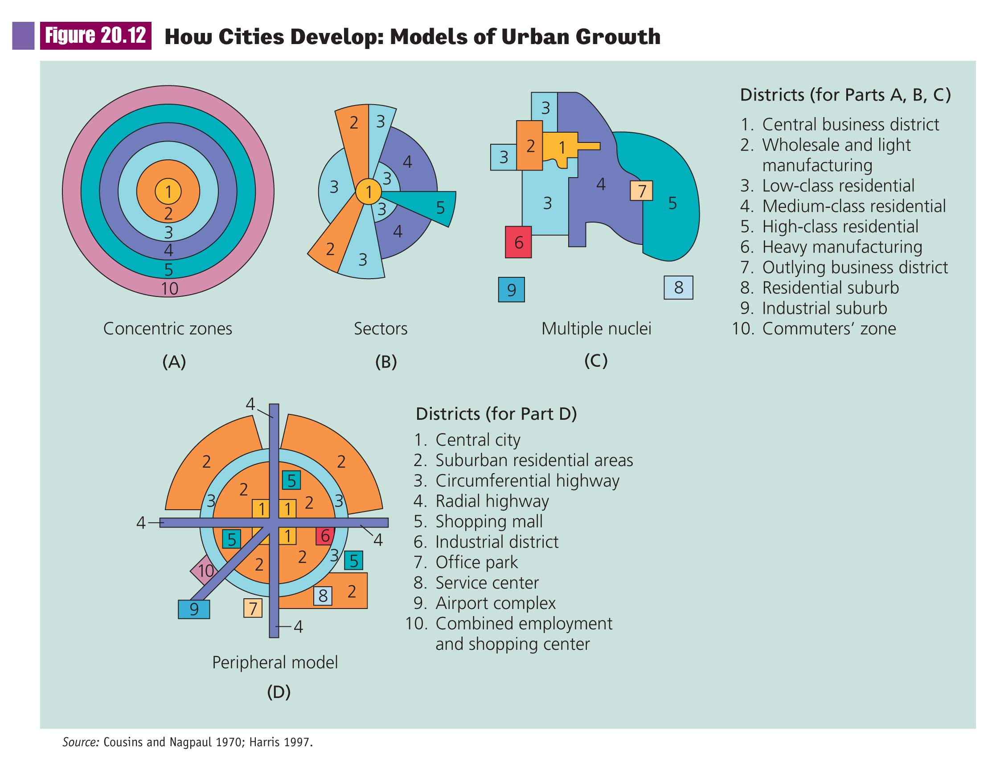 Figure 20.12 How Cities Develop: Models of Urban Growth
1
2
3
4
5
10
Concentric zones
(A)
2
3
4
3
3
1
5
3
4
2
3
Sectors
(B)
3
2
1
3
4
7
3
5
6
9
8
Multiple nuclei
(C)
Districts (for Parts A, B, C)
1. Central business district
2. Wholesale and light
manufacturing
3. Low-class residential
4. Medium-class residential
5. High-class residential
6. Heavy manufacturing
7. Outlying business district
8. Residential suburb
9. Industrial suburb
10. Commuters’ zone
4
2
2
5
2
3
2
3
1
1
4
5
1
6
4
2
2
3
5
10
8
2
9
7
4
Peripheral model
(D)
Districts (for Part D)
1. Central city
2. Suburban residential areas
3. Circumferential highway
4. Radial highway
5. Shopping mall
6. Industrial district
7. Office park
8. Service center
9. Airport complex
10. Combined employment
and shopping center
Source: Cousins and Nagpaul 1970; Harris 1997.